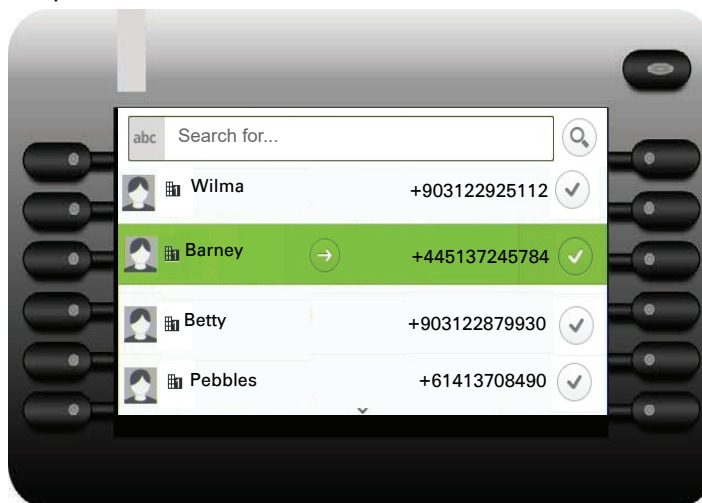 abc Search for...
Wilma +903122925112
Barney +445137245784
Betty +903122879930
Pebbles +61413708490